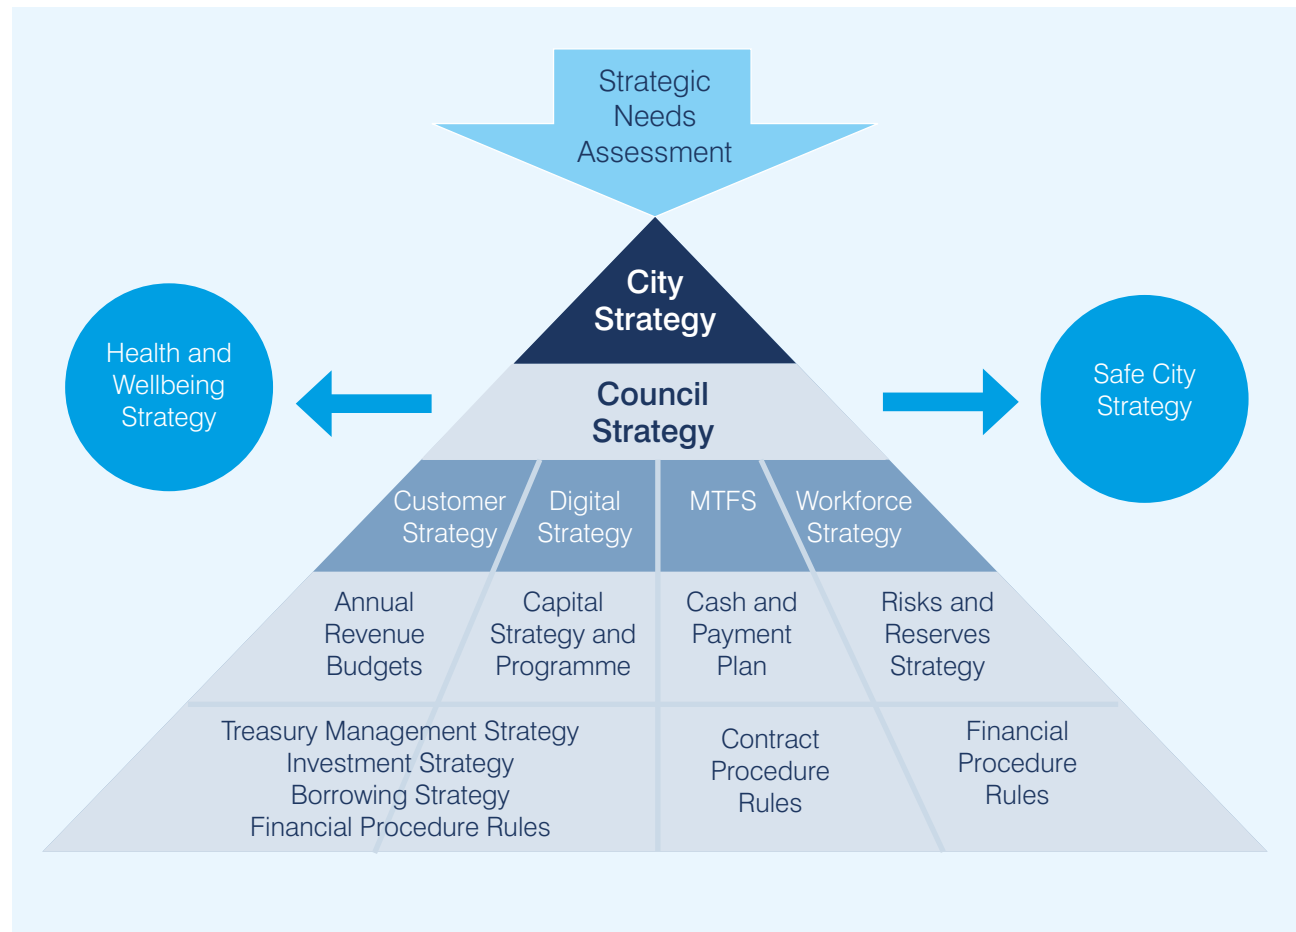 Strategic
Needs
Assessment
City
Strategy
Health and
Wellbeing
Strategy
Council
Strategy
Safe City
Strategy
Customer
Strategy
Digital
Strategy
MTFS
Workforce
Strategy
Annual
Revenue
Budgets
Capital
Strategy and
Programme
Cash and
Payment
Plan
Risks and
Reserves
Strategy
Treasury Management Strategy
Investment Strategy
Borrowing Strategy
Financial Procedure Rules
Contract
Procedure
Rules
Financial
Procedure
Rules